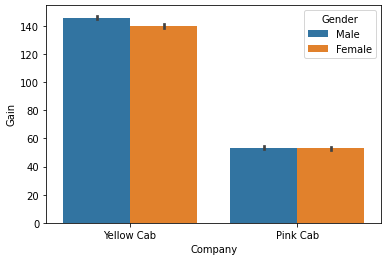 Gender
Male
Female
140
120
100
80
60
40
20
0
Gain
Yellow Cab
Pink Cab
Company